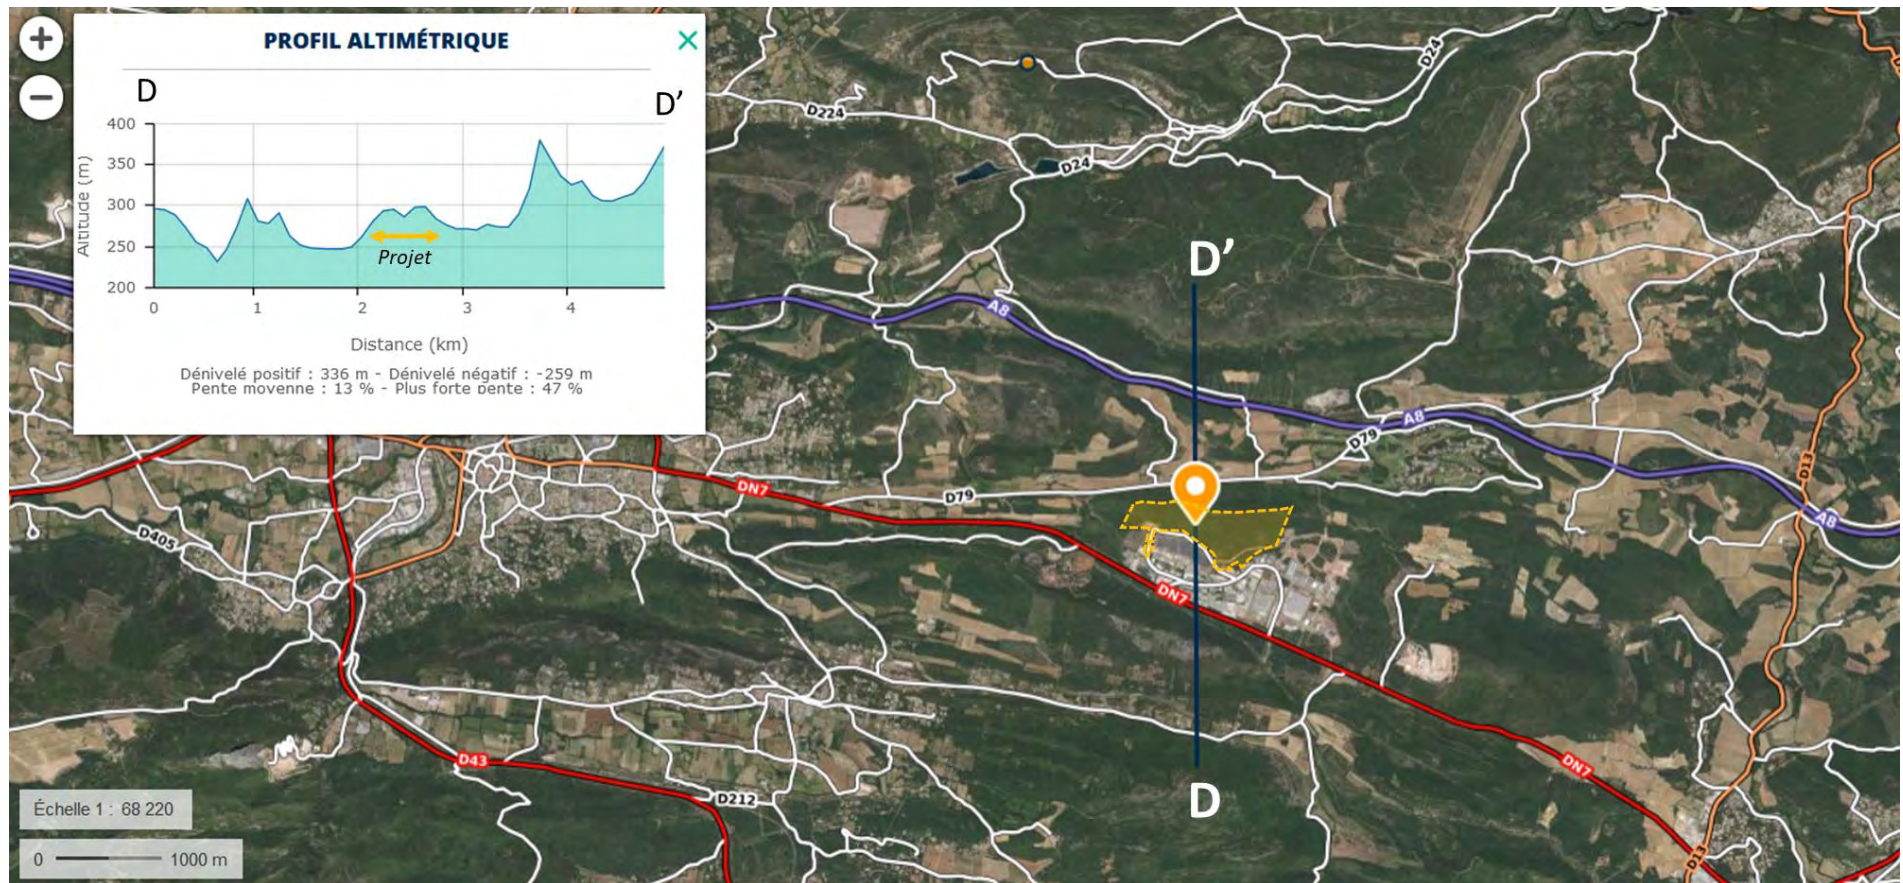 PROFIL ALTIMÉTRIQUE
D
D'
400
350
300
250
200
Altitude (m)
Projet
0
1
2
3
4
Distance (km)
Dénivelé positif : 336 m - Dénivelé négatif : -259 m
Pente moyenne : 13 % - Plus forte pente : 47 %
D24
D224
D24
D'
A8
A8
D79
D13
DN7
D79
A8
D405
DN7
D43
DN7
D212
D
D13
Échelle 1 : 68 220
0
1000 m